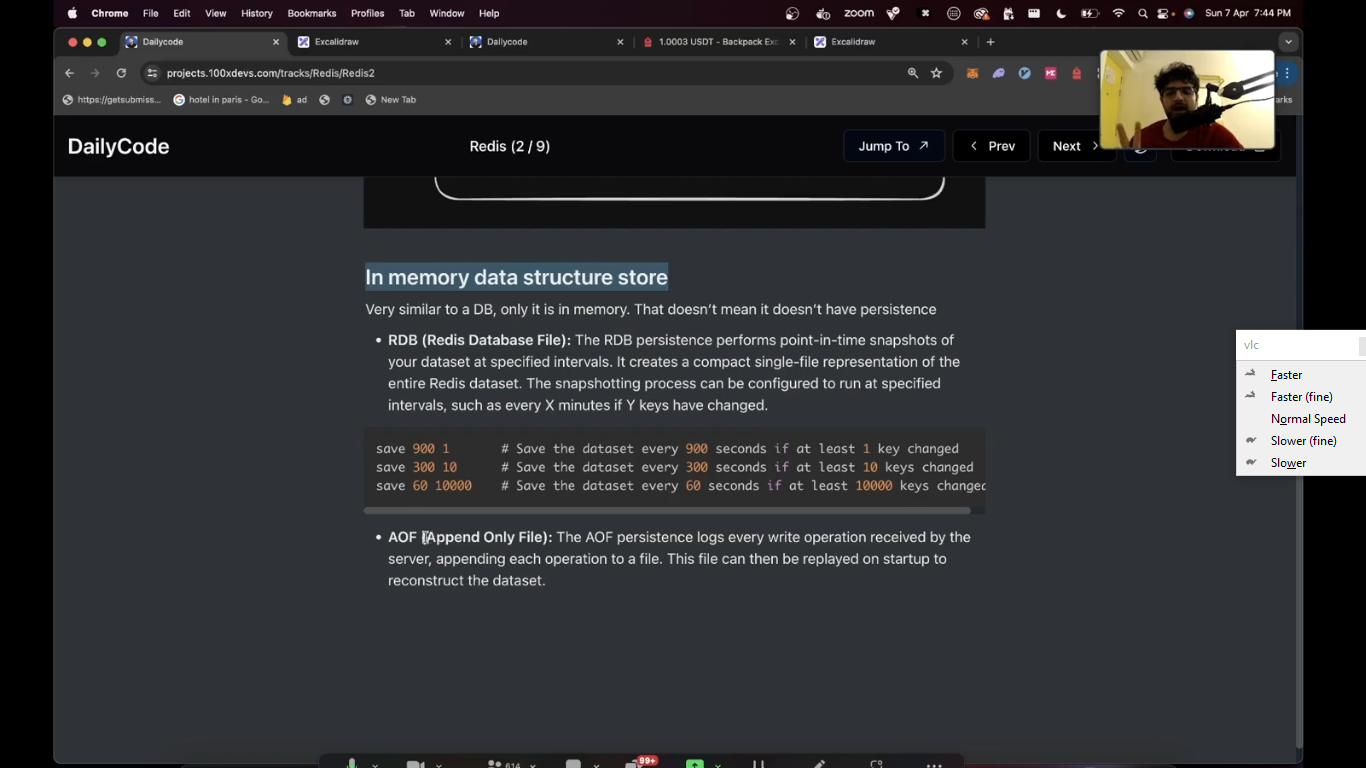 Chrome File Edit View History Bookmarks Profiles Tab Window Help zoom Sun 7 Apr 7:44 PM
Dailycode Excalidraw Dailycode 1.0003 USDT - Backpack Exc Excalidraw
projects.100xdevs.com/tracks/Redis/Redis2
https://getsubmiss... hotel in paris - Go... ad New Tab
DailyCode Redis (2 / 9) Jump To Prev Next
In memory data structure store
Very similar to a DB, only it is in memory. That doesn't mean it doesn't have persistence
• RDB (Redis Database File): The RDB persistence performs point-in-time snapshots of
your dataset at specified intervals. It creates a compact single-file representation of the
entire Redis dataset. The snapshotting process can be configured to run at specified
intervals, such as every X minutes if Y keys have changed.
save 900 1 # Save the dataset every 900 seconds if at least 1 key changed
save 300 10 # Save the dataset every 300 seconds if at least 10 keys changed
save 60 10000 # Save the dataset every 60 seconds if at least 10000 keys changed
• AOF (Append Only File): The AOF persistence logs every write operation received by the
server, appending each operation to a file. This file can then be replayed on startup to
reconstruct the dataset.
vlc
Faster
Faster (fine)
Normal Speed
Slower (fine)
Slower
614 99+